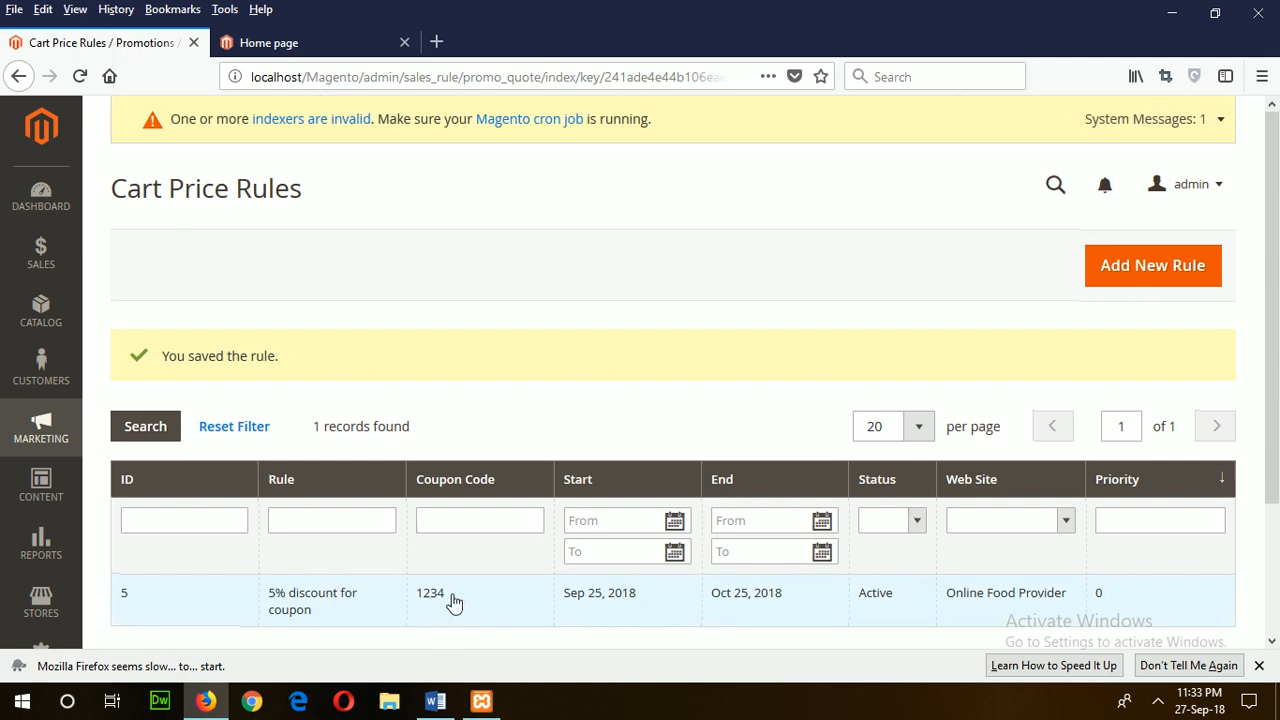 File Edit View History Bookmarks Tools Help
Cart Price Rules / Promotions /
Home page
localhost/Magento/admin/sales_rule/promo_quote/index/key/241ade4e44b106eae
Search
One or more indexers are invalid. Make sure your Magento cron job is running.
System Messages: 1
Cart Price Rules
admin
DASHBOARD
SALES
CATALOG
CUSTOMERS
MARKETING
CONTENT
REPORTS
STORES
Add New Rule
You saved the rule.
Search Reset Filter 1 records found 20 per page 1 of 1
ID Rule Coupon Code Start End Status Web Site Priority
From From
To To
5 5% discount for 1234 Sep 25, 2018 Oct 25, 2018 Active Online Food Provider 0
coupon
Activate Windows
Go to Settings to activate Windows.
Mozilla Firefox seems slow... to... start. Learn How to Speed It Up Don't Tell Me Again
Dw
11:33 PM
27-Sep-18